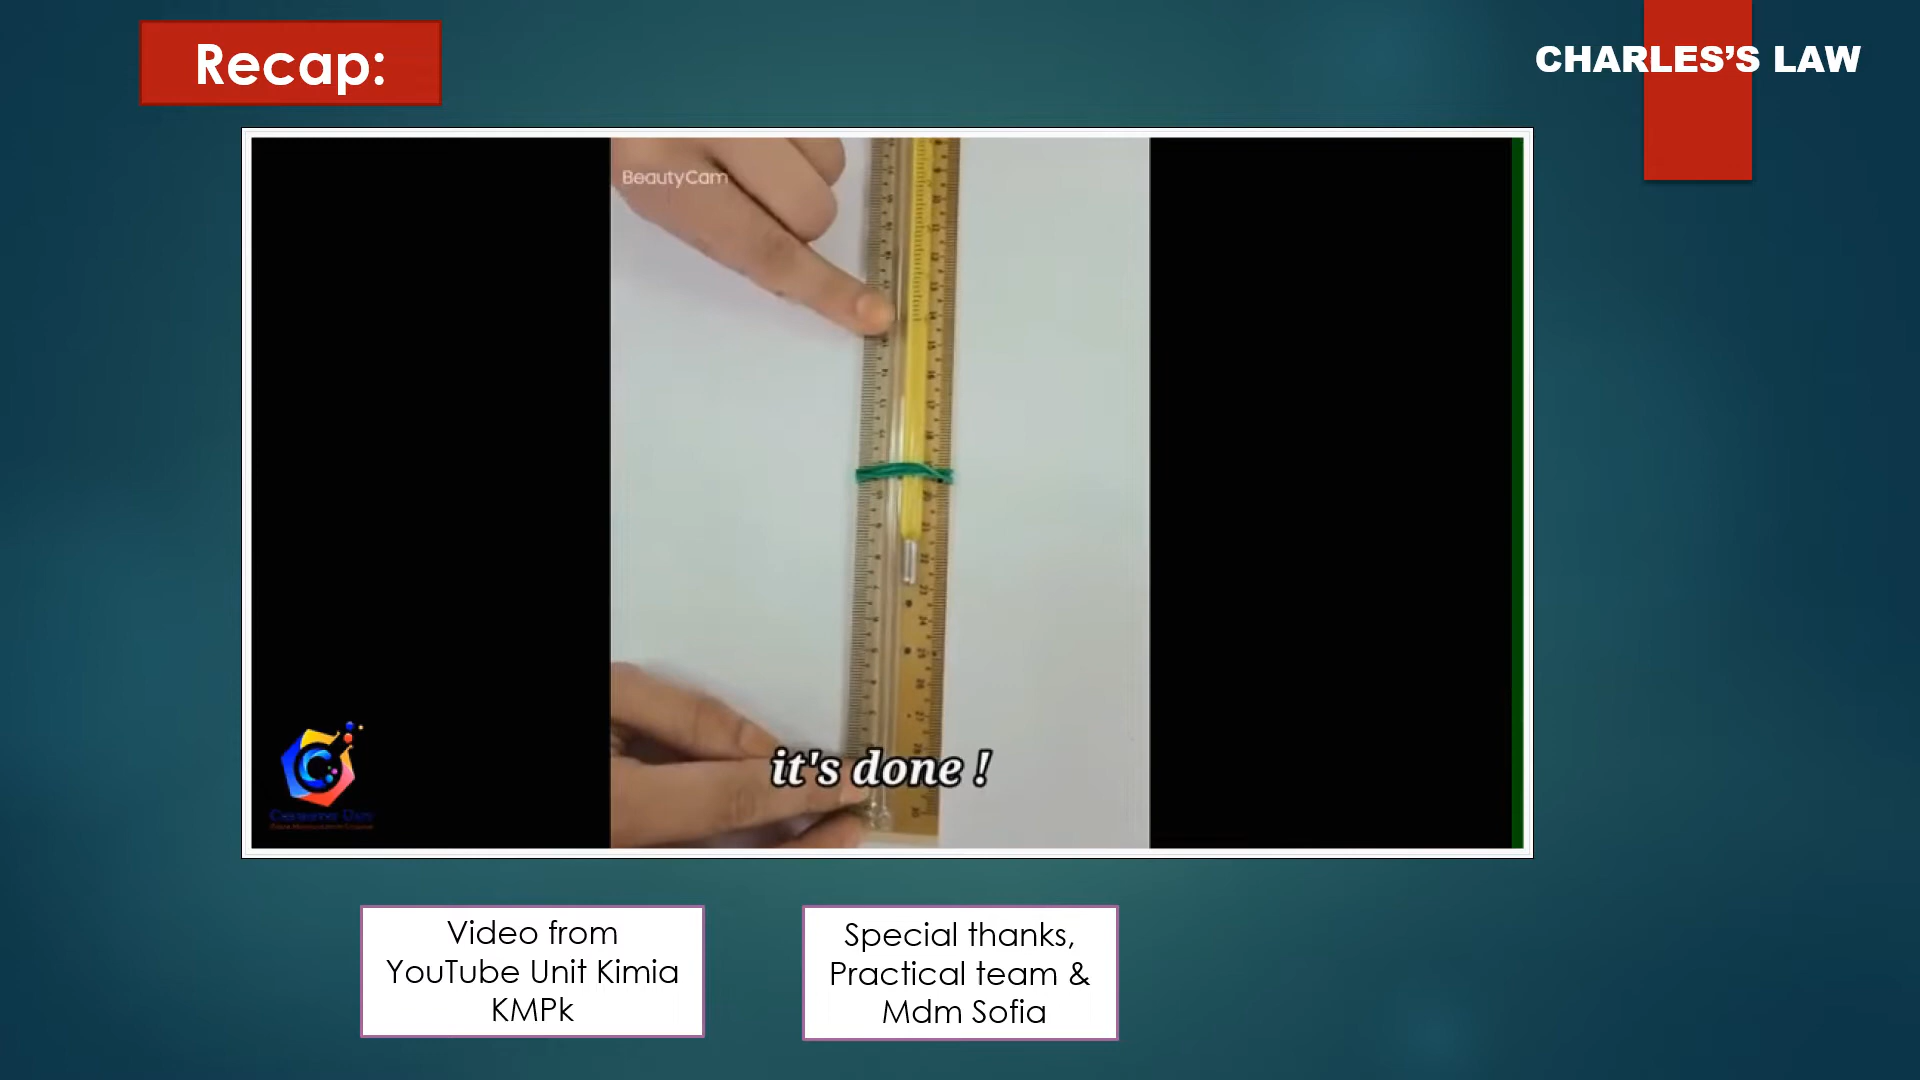 Recap:
CHARLES’S LAW
BeautyCam
it's done !
Video from
YouTube Unit Kimia
KMPk
Special thanks,
Practical team &
Mdm Sofia